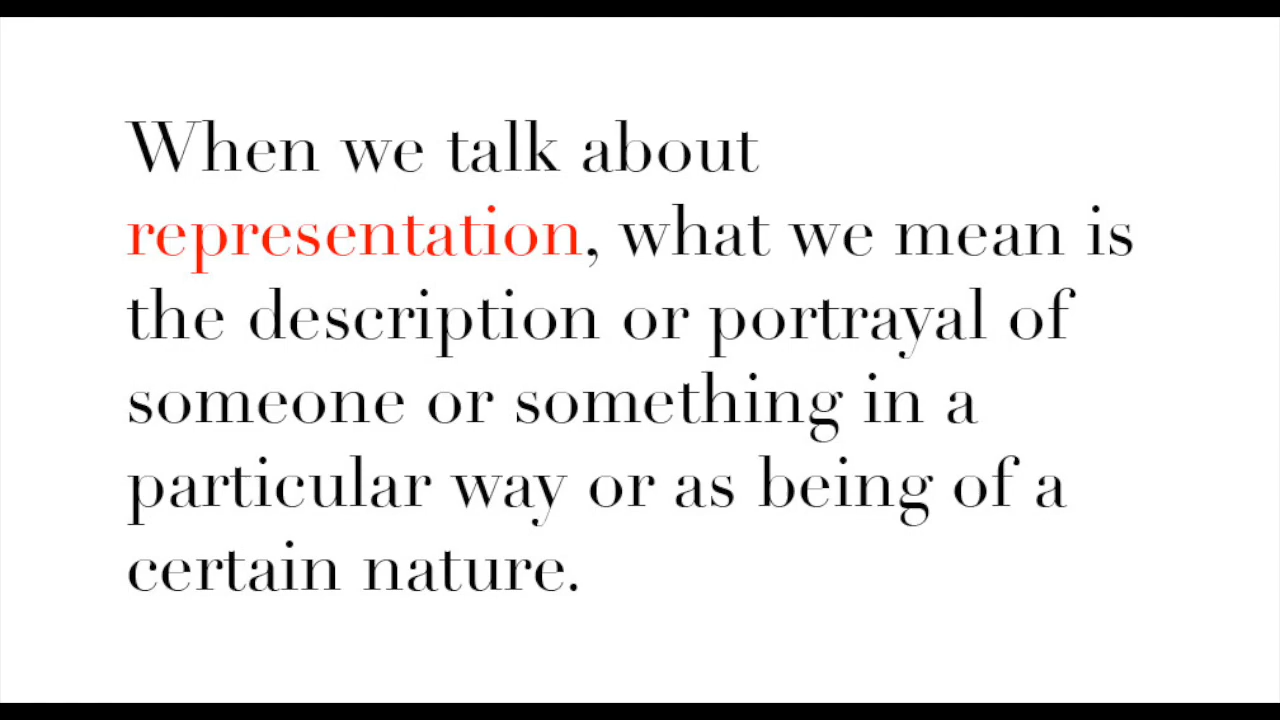 When we talk about
representation, what we mean is
the description or portrayal of
someone or something in a
particular way or as being of a
certain nature.